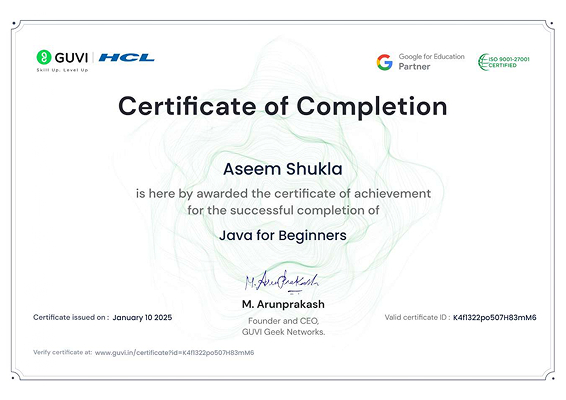 GUVI | HCL
Skill Up, Level Up
Google for Education
Partner
ISO 9001-27001
CERTIFIED
Certificate of Completion
Aseem Shukla
is here by awarded the certificate of achievement
for the successful completion of
Java for Beginners
M. ArunPrakash
M. Arunprakash
Founder and CEO,
GUVI Geek Networks.
Certificate issued on : January 10 2025
Valid certificate ID : K4f1322po507H83mM6
Verify certificate at: www.guvi.in/certificate?id=K4f1322po507H83mM6